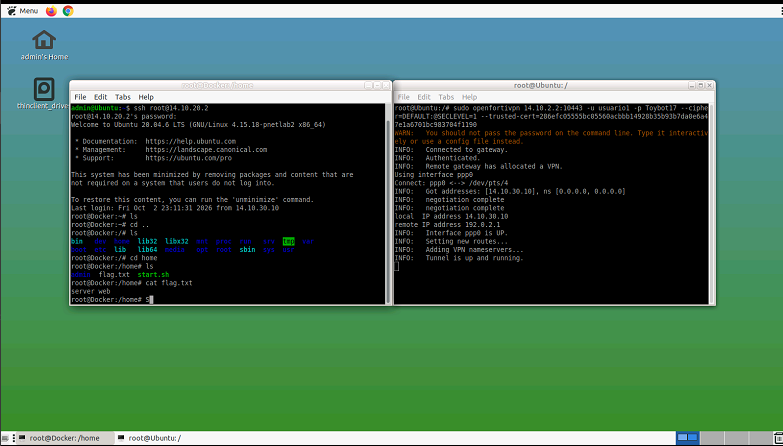 Menu
admin's Home
thinclient_drives
root@Docker: /home
File Edit Tabs Help
admin@Ubuntu: $ ssh root@14.10.20.2
root@14.10.20.2's password:
Welcome to Ubuntu 20.04.6 LTS (GNU/Linux 4.15.18-pnetlab2 x86_64)
* Documentation: https://help.ubuntu.com
* Management: https://landscape.canonical.com
* Support: https://ubuntu.com/pro
This system has been minimized by removing packages and content that are
not required on a system that users do not log into.
To restore this content, you can run the 'unminimize' command.
Last login: Fri Oct 2 23:11:31 2026 from 14.10.30.10
root@Docker:~# ls
root@Docker:~# cd ..
root@Docker:/# ls
bin lib32 libx32 tmp
lib lib64 sbin
root@Docker:/# cd home
root@Docker:/home# ls
flag.txt start.sh
root@Docker:/home# cat flag.txt
server web
root@Docker:/home# S
root@Ubuntu: /
File Edit Tabs Help
root@Ubuntu:/# sudo openfortivpn 14.10.2.2:10443 -u usuario1 -p Toybot17 --ciphe
r=DEFAULT:@SECLEVEL=1 --trusted-cert=286efc05555bc05560acbbb14928b35b93b7da0e6a4
7e1a6701bc983704f1190
WARN: You should not pass the password on the command line. Type it interactiv
ely or use a config file instead.
INFO: Connected to gateway.
INFO: Authenticated.
INFO: Remote gateway has allocated a VPN.
Using interface ppp0
Connect: ppp0 <--> /dev/pts/4
INFO: Got addresses: [14.10.30.10], ns [0.0.0.0, 0.0.0.0]
INFO: negotiation complete
INFO: negotiation complete
local IP address 14.10.30.10
remote IP address 192.0.2.1
INFO: Interface ppp0 is UP.
INFO: Setting new routes...
INFO: Adding VPN nameservers...
INFO: Tunnel is up and running.
root@Docker: /home
root@Ubuntu: /